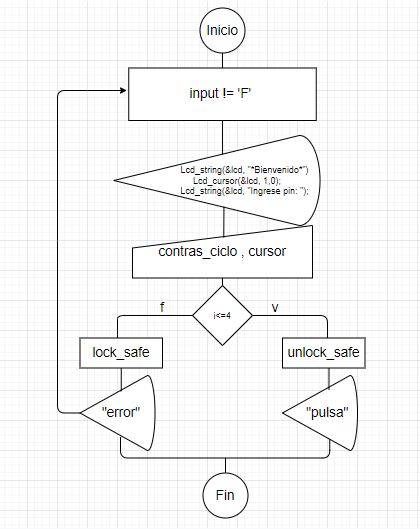 Inicio
input != 'F'
Lcd_string(&lcd, "*Bienvenido*")
Lcd_cursor(&lcd, 1,0);
Lcd_string(&lcd, "Ingrese pin: ");
contras_ciclo , cursor
f
i<=4
v
lock_safe
unlock_safe
"error"
"pulsa"
Fin